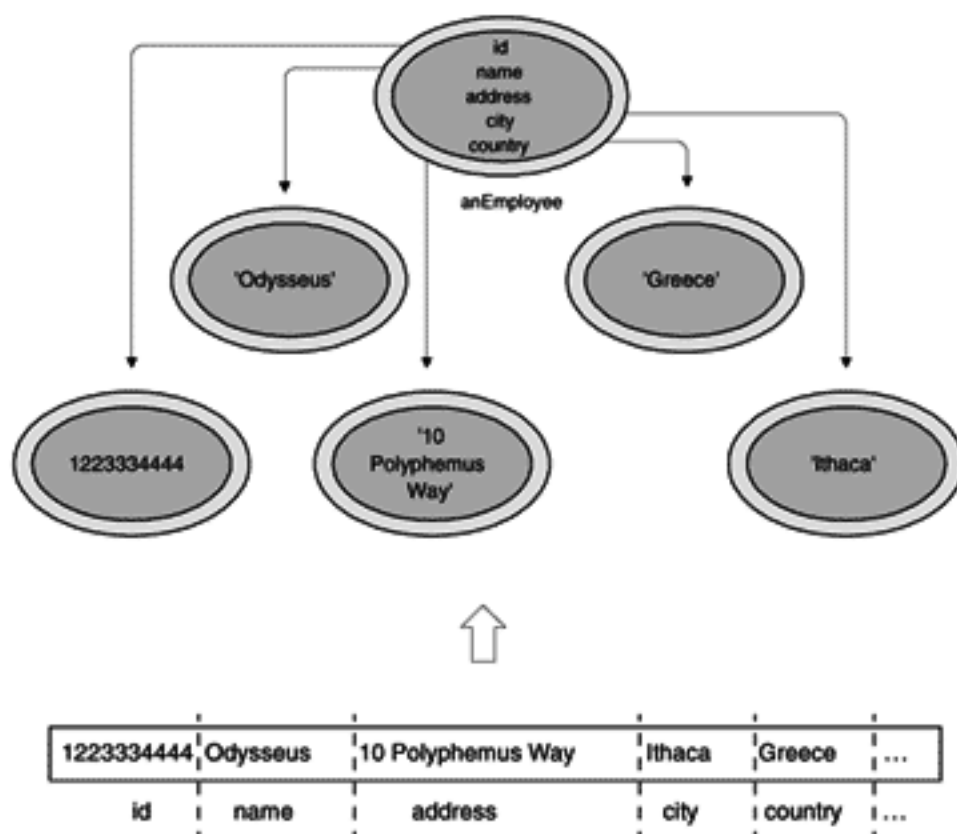 id
name
address
city
country
anEmployee
'Odysseus'
'Greece'
1223334444
'10
Polyphemus
Way'
'Ithaca'
1223334444 Odysseus 10 Polyphemus Way Ithaca Greece ...
id name address city country ...